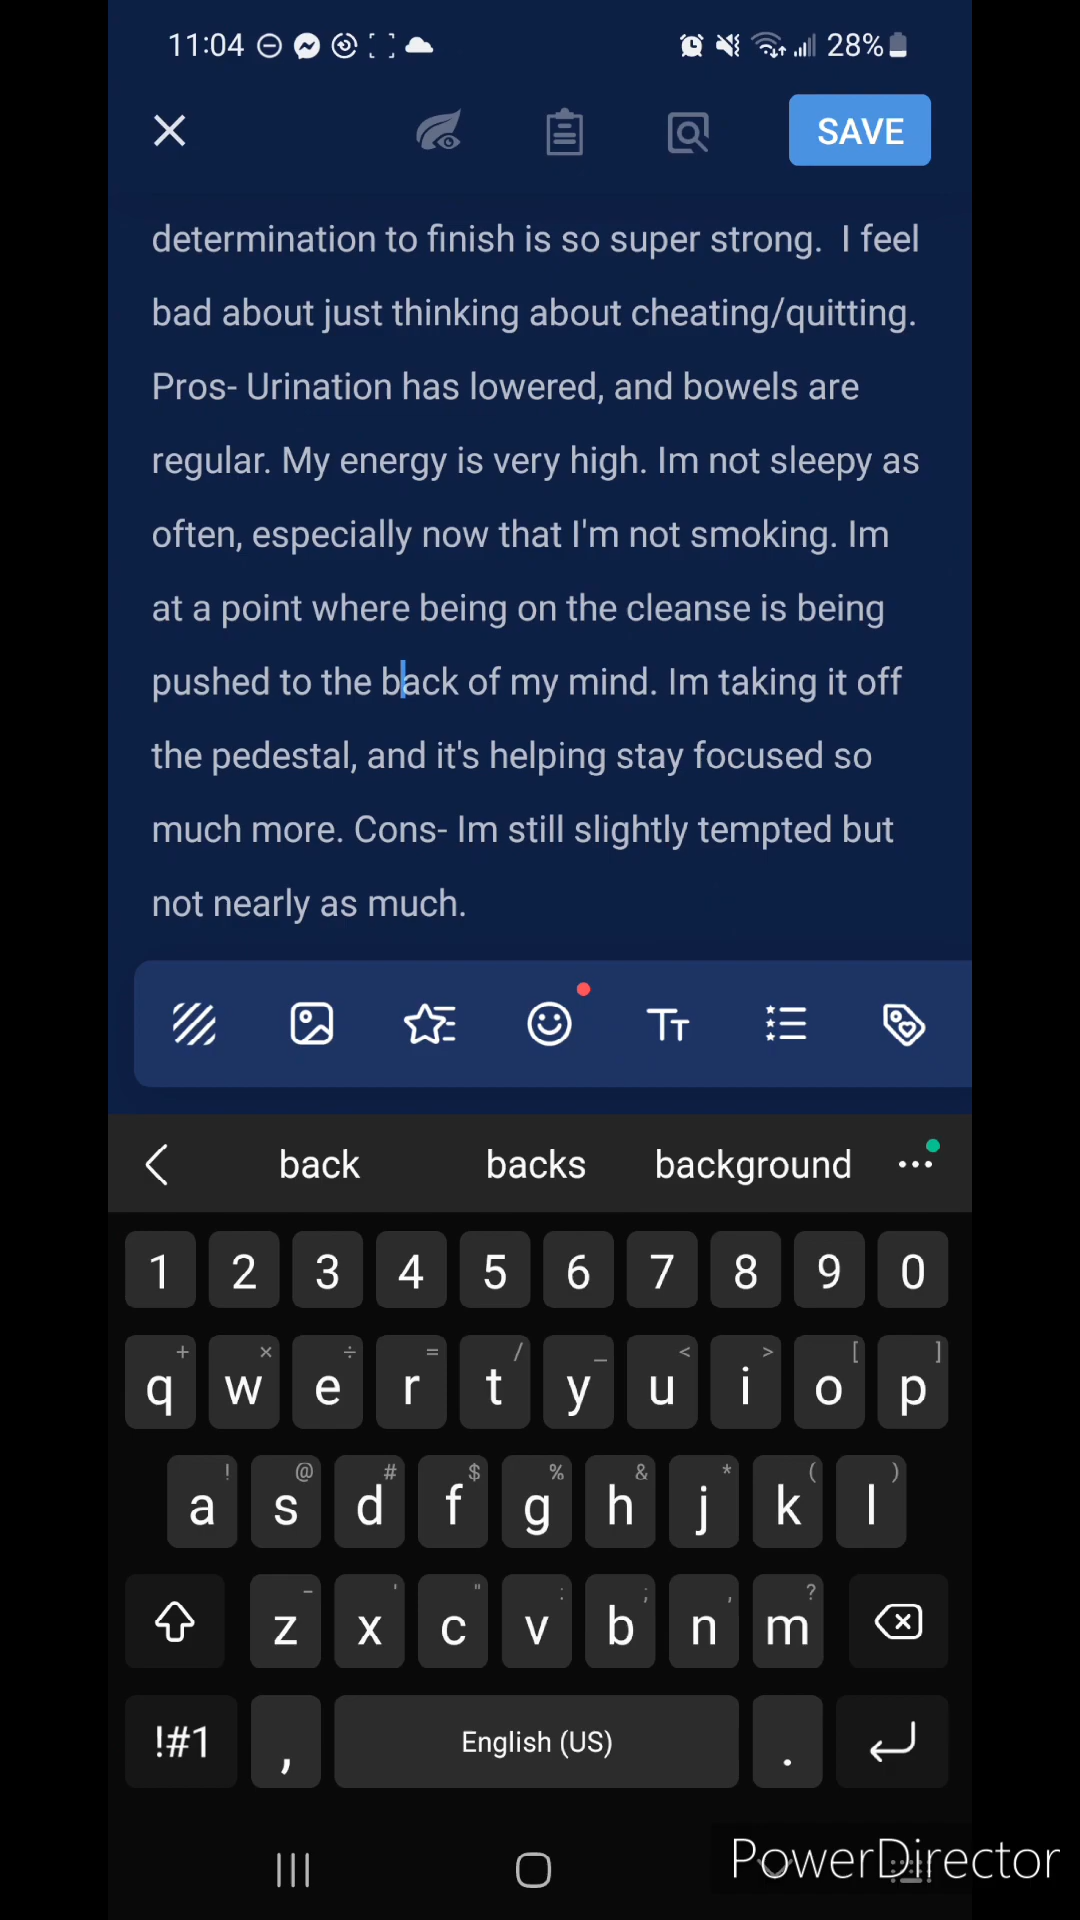 11:04 28%
SAVE
determination to finish is so super strong. I feel
bad about just thinking about cheating/quitting.
Pros- Urination has lowered, and bowels are
regular. My energy is very high. Im not sleepy as
often, especially now that I'm not smoking. Im
at a point where being on the cleanse is being
pushed to the back of my mind. Im taking it off
the pedestal, and it's helping stay focused so
much more. Cons- Im still slightly tempted but
not nearly as much.
TT
back backs background ...
1 2 3 4 5 6 7 8 9 0
+ × ÷ = / _ < > [ ]
q w e r t y u i o p
! @ # $ % & * ( )
a s d f g h j k l
- ' " : ; , ?
z x c v b n m
!#1 , English (US) .
PowerDirector